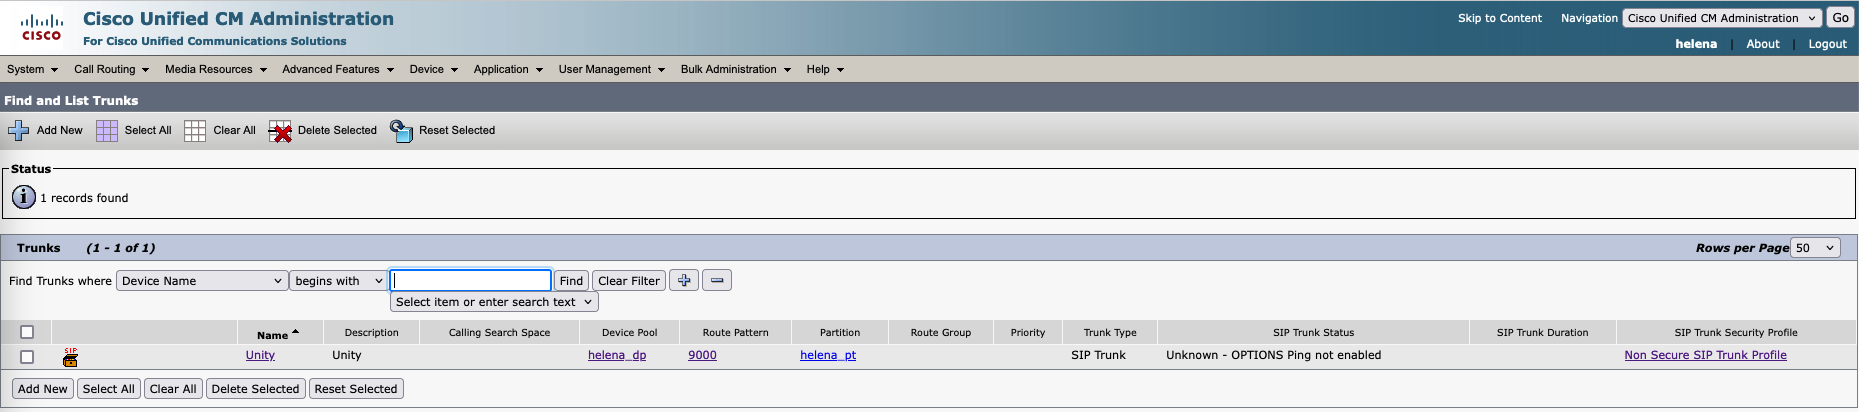 Cisco Unified CM Administration
For Cisco Unified Communications Solutions
CISCO
Skip to Content Navigation Cisco Unified CM Administration Go
helena | About | Logout
System Call Routing Media Resources Advanced Features Device Application User Management Bulk Administration Help
Find and List Trunks
Add New Select All Clear All Delete Selected Reset Selected
Status
i 1 records found
Trunks (1 - 1 of 1) Rows per Page 50
Find Trunks where Device Name begins with Find Clear Filter
Select item or enter search text
Name Description Calling Search Space Device Pool Route Pattern Partition Route Group Priority Trunk Type SIP Trunk Status SIP Trunk Duration SIP Trunk Security Profile
SIP Unity Unity helena_dp 9000 helena_pt SIP Trunk Unknown - OPTIONS Ping not enabled Non Secure SIP Trunk Profile
Add New Select All Clear All Delete Selected Reset Selected